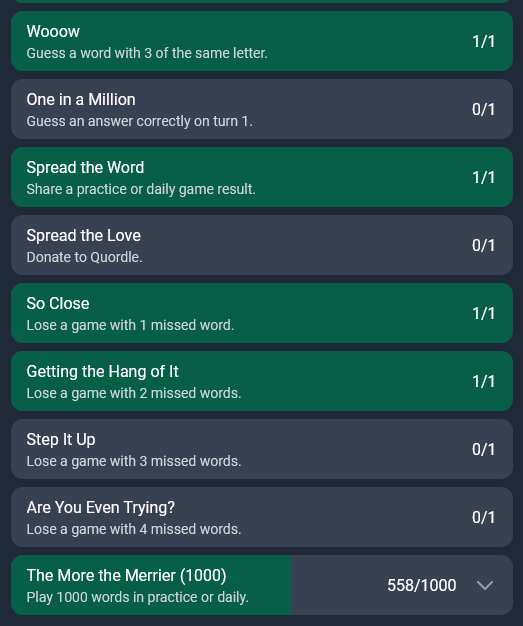 Wooow
Guess a word with 3 of the same letter.
1/1
One in a Million
Guess an answer correctly on turn 1.
0/1
Spread the Word
Share a practice or daily game result.
1/1
Spread the Love
Donate to Quordle.
0/1
So Close
Lose a game with 1 missed word.
1/1
Getting the Hang of It
Lose a game with 2 missed words.
1/1
Step It Up
Lose a game with 3 missed words.
0/1
Are You Even Trying?
Lose a game with 4 missed words.
0/1
The More the Merrier (1000)
Play 1000 words in practice or daily.
558/1000